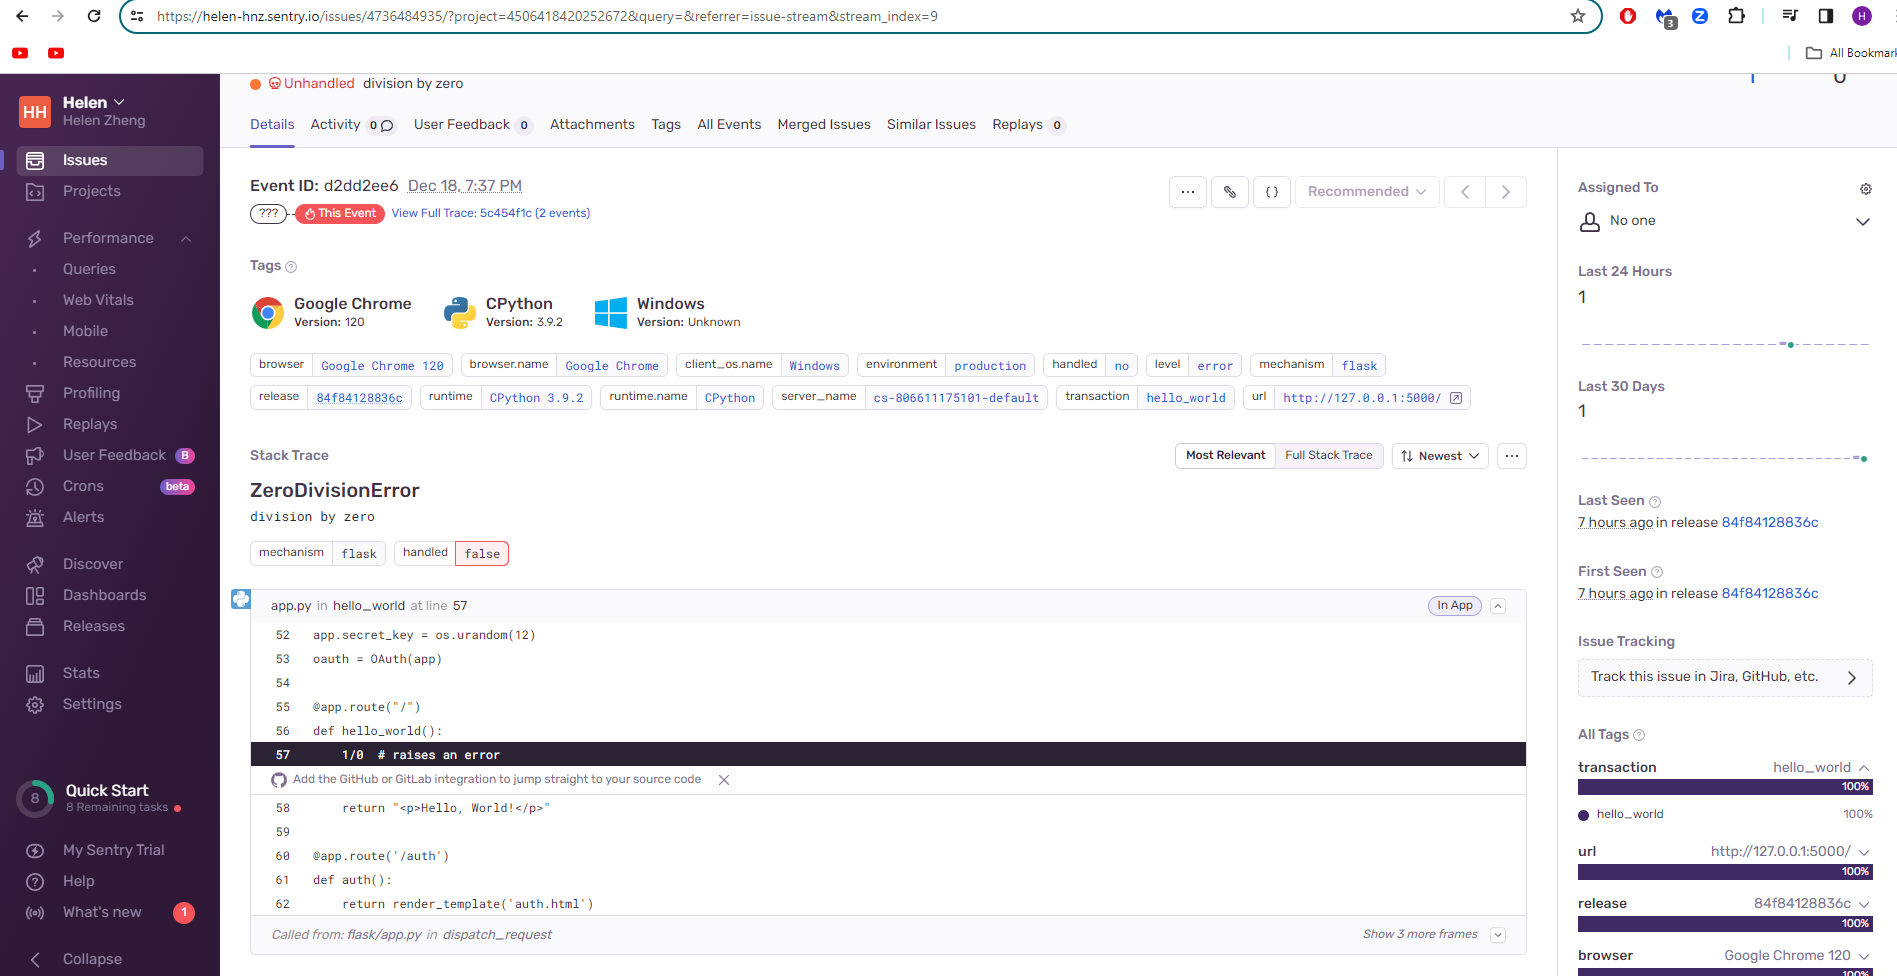 https://helen-hnz.sentry.io/issues/4736484935/?project=4506418420252672&query=&referrer=issue-stream&stream_index=9
3
H
All Bookmark
HH
Helen
Helen Zheng
Issues
Projects
Performance
Queries
Web Vitals
Mobile
Resources
Profiling
Replays
User Feedback B
Crons beta
Alerts
Discover
Dashboards
Releases
Stats
Settings
8
Quick Start
8 Remaining tasks
My Sentry Trial
Help
What's new 1
Collapse
Unhandled division by zero
Details Activity 0 User Feedback 0 Attachments Tags All Events Merged Issues Similar Issues Replays 0
Event ID: d2dd2ee6 Dec 18, 7:37 PM
Recommended
??? This Event View Full Trace: 5c454f1c (2 events)
Tags
Google Chrome
Version: 120
CPython
Version: 3.9.2
Windows
Version: Unknown
browser Google Chrome 120 browser.name Google Chrome client_os.name Windows environment production handled no level error mechanism flask
release 84f84128836c runtime CPython 3.9.2 runtime.name CPython server_name cs-806611175101-default transaction hello_world url http://127.0.0.1:5000/
Stack Trace Most Relevant Full Stack Trace Newest
ZeroDivisionError
division by zero
mechanism flask handled false
app.py in hello_world at line 57 In App
52 app.secret_key = os.urandom(12)
53 oauth = OAuth(app)
54
55 @app.route("/")
56 def hello_world():
57 1/0 # raises an error
Add the GitHub or GitLab integration to jump straight to your source code
58 return "<p>Hello, World!</p>"
59
60 @app.route('/auth')
61 def auth():
62 return render_template('auth.html')
Called from: flask/app.py in dispatch_request Show 3 more frames
Assigned To
No one
Last 24 Hours
1
Last 30 Days
1
Last Seen
7 hours ago in release 84f84128836c
First Seen
7 hours ago in release 84f84128836c
Issue Tracking
Track this issue in Jira, GitHub, etc.
All Tags
transaction hello_world
100%
hello_world 100%
url http://127.0.0.1:5000/
100%
release 84f84128836c
100%
browser Google Chrome 120
100%